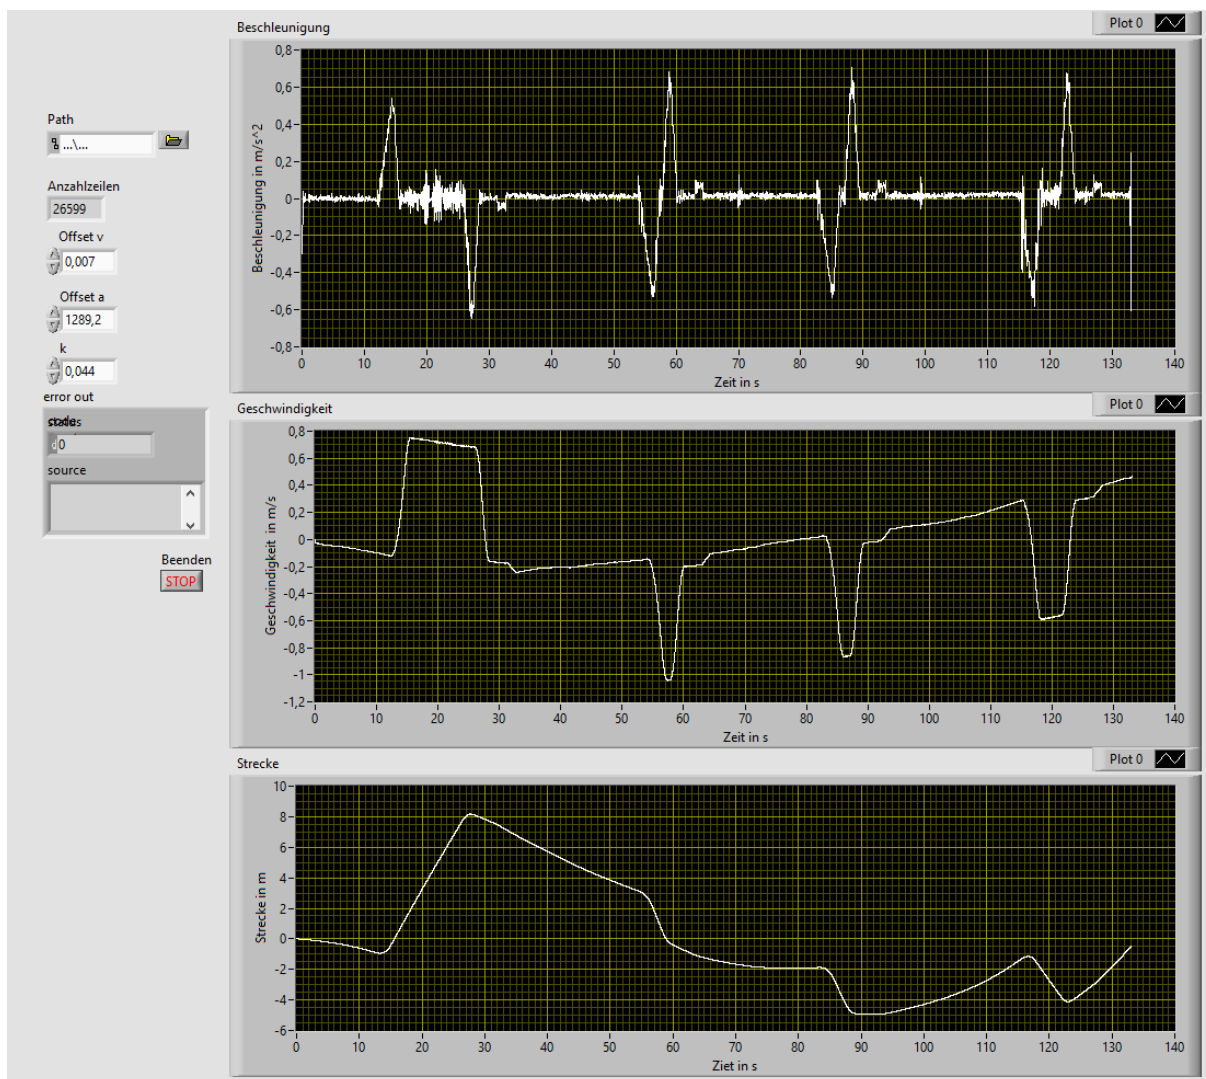 Path
...\...
Anzahlzeilen
26599
Offset v
0,007
Offset a
1289,2
k
0,044
error out
status
code
d0
source
Beenden
STOP
Beschleunigung
Plot 0
Beschleunigung in m/s^2
0,8
0,6
0,4
0,2
0
-0,2
-0,4
-0,6
-0,8
0 10 20 30 40 50 60 70 80 90 100 110 120 130 140
Zeit in s
Geschwindigkeit
Plot 0
Geschwindigkeit in m/s
0,8
0,6
0,4
0,2
0
-0,2
-0,4
-0,6
-0,8
-1
-1,2
0 10 20 30 40 50 60 70 80 90 100 110 120 130 140
Zeit in s
Strecke
Plot 0
Strecke in m
10
8
6
4
2
0
-2
-4
-6
0 10 20 30 40 50 60 70 80 90 100 110 120 130 140
Ziet in s